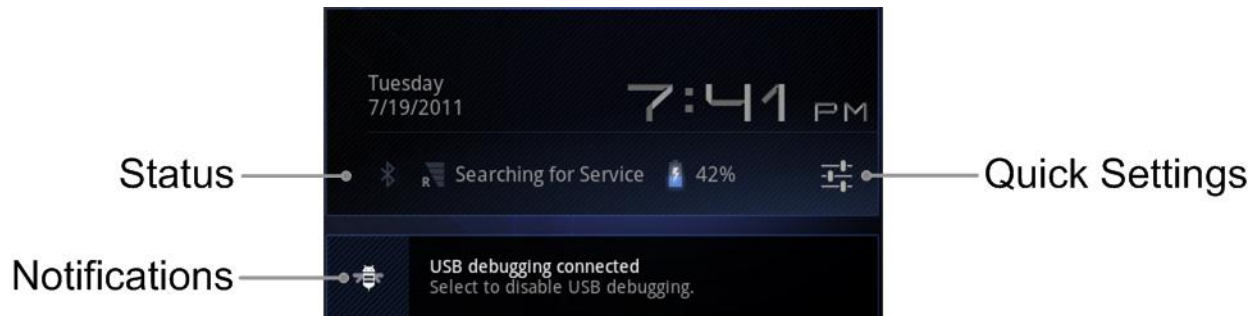 Tuesday
7/19/2011
7:41 PM
Status
R Searching for Service 42%
Quick Settings
Notifications
USB debugging connected
Select to disable USB debugging.